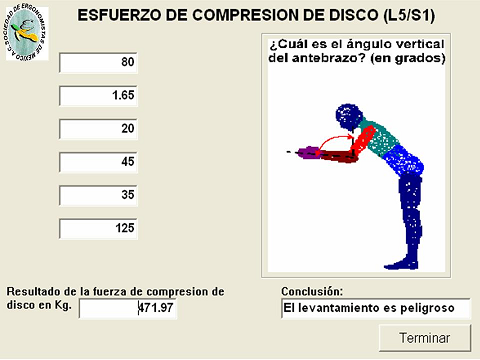 SOCIEDAD DE ERGONOMISTAS DE MEXICO A.C.
ESFUERZO DE COMPRESION DE DISCO (L5/S1)
¿Cuál es el ángulo vertical
del antebrazo? (en grados)
80
1.65
20
45
35
125
Resultado de la fuerza de compresion de
disco en Kg.
471.97
Conclusión:
El levantamiento es peligroso
Terminar